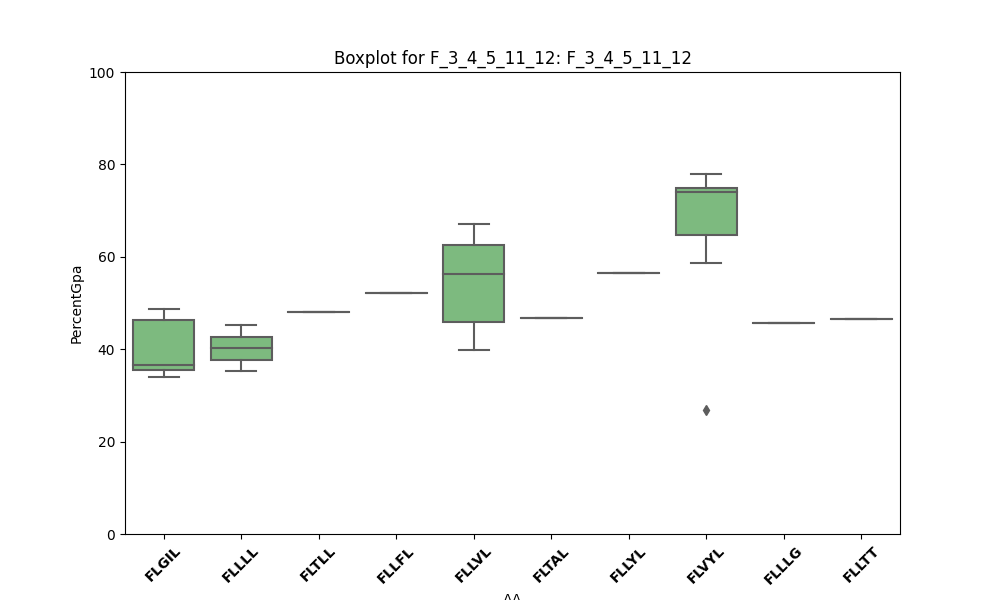 Boxplot for F_3_4_5_11_12: F_3_4_5_11_12
PercentGpa
100
80
60
40
20
0
FLGIL
FLLLL
FLTLL
FLLFL
FLLVL
FLTAL
FLLYL
FLVYL
FLLLG
FLLTT